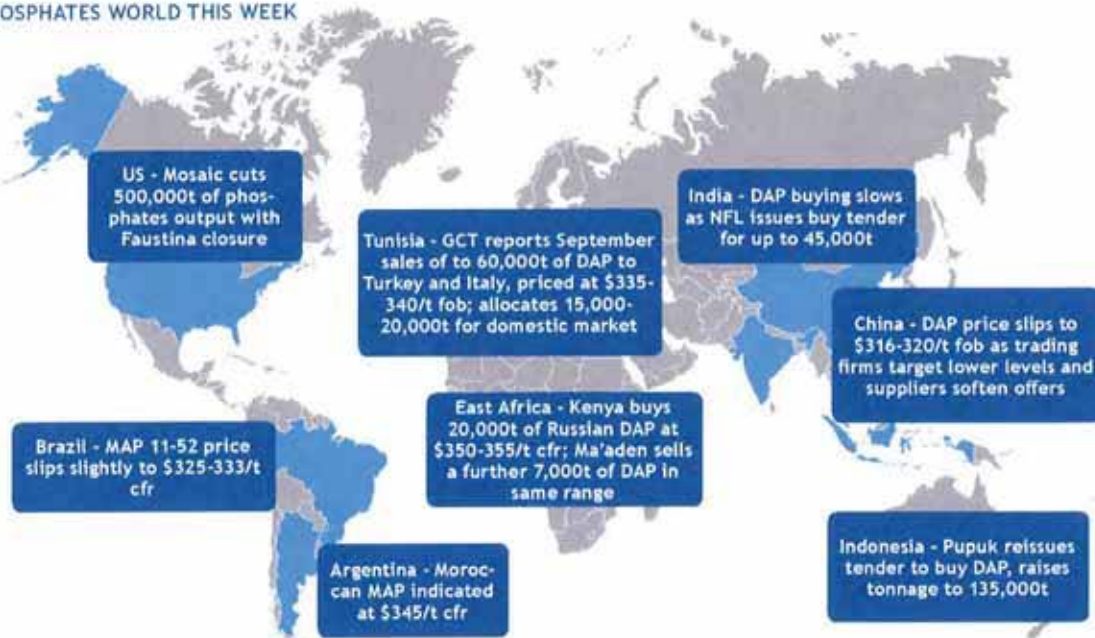 OSPHATES WORLD THIS WEEK
US - Mosaic cuts
500,000t of phos-
phates output with
Faustina closure
Tunisia - GCT reports September
sales of to 60,000t of DAP to
Turkey and Italy, priced at $335-
340/t fob; allocates 15,000-
20,000t for domestic market
India - DAP buying slows
as NFL issues buy tender
for up to 45,000t
China - DAP price slips to
$316-320/t fob as trading
firms target lower levels and
suppliers soften offers
East Africa - Kenya buys
20,000t of Russian DAP at
$350-355/t cfr; Ma'aden sells
a further 7,000t of DAP in
same range
Brazil - MAP 11-52 price
slips slightly to $325-333/t
cfr
Argentina - Moroc-
can MAP indicated
at $345/t cfr
Indonesia - Pupuk reissues
tender to buy DAP, raises
tonnage to 135,000t